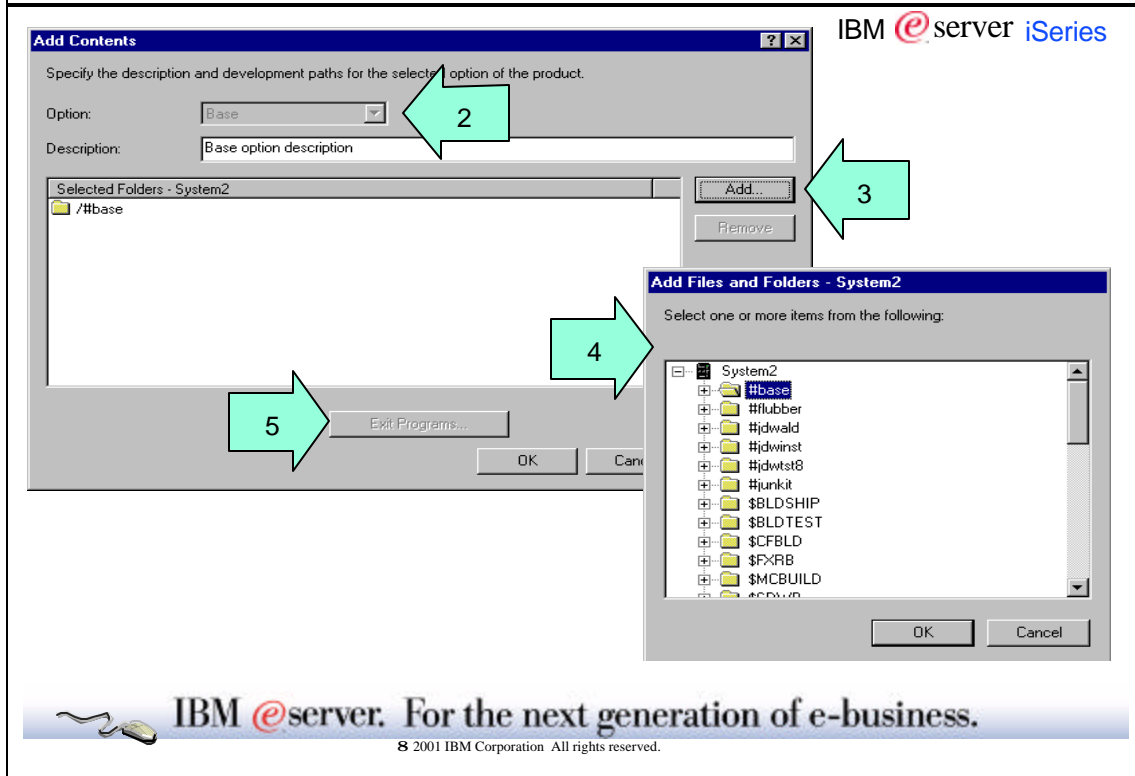 IBM e server iSeries
Add Contents
Specify the description and development paths for the selected option of the product.
Option: Base
2
Description: Base option description
Selected Folders - System2
/#base
Add...
3
Remove
Add Files and Folders - System2
Select one or more items from the following:
4
System2
#base
#flubber
#jdwald
#jdwinst
#jdwtst8
#junkit
$BLDSHIP
$BLDTEST
$CFBLD
$FXRB
$MCBUILD
5
Exit Programs...
OK
OK Cancel
IBM e server. For the next generation of e-business.
8 2001 IBM Corporation All rights reserved.